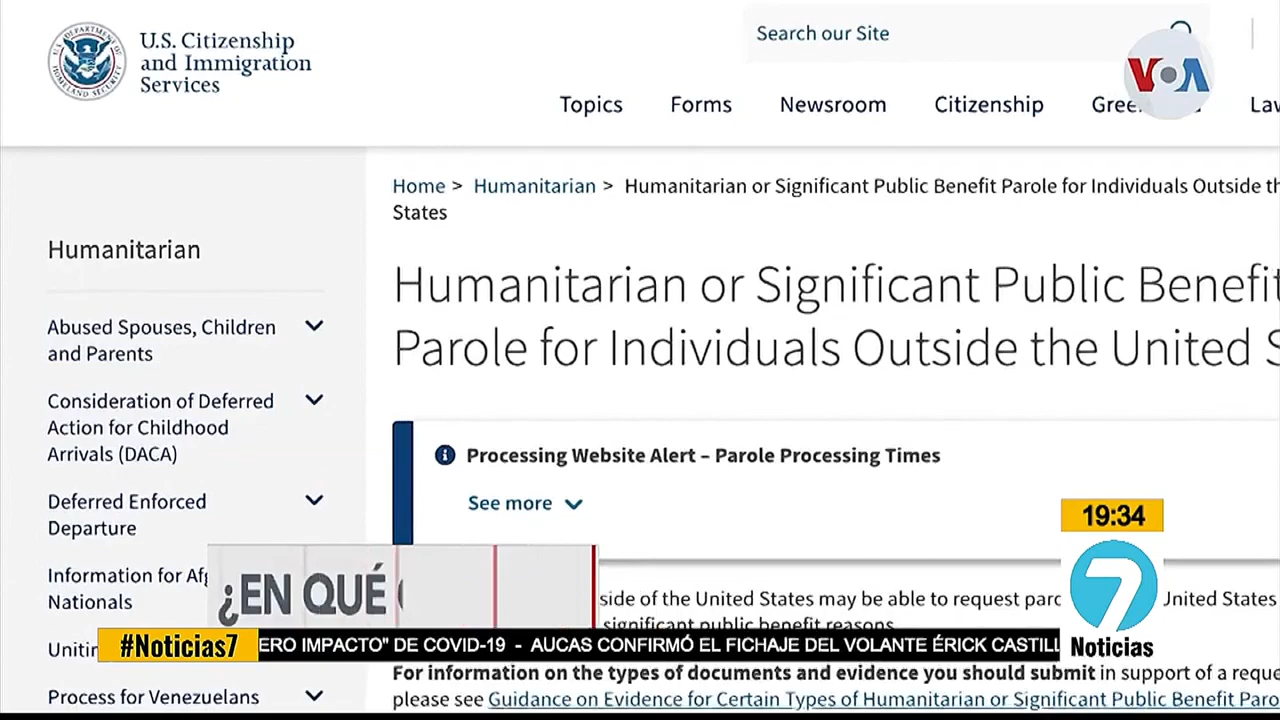 U.S. Citizenship
and Immigration
Services
Search our Site
VOA
Topics Forms Newsroom Citizenship
Home > Humanitarian > Humanitarian or Significant Public Benefit Parole for Individuals Outside
States
Humanitarian
Abused Spouses, Children
and Parents
Consideration of Deferred
Action for Childhood
Arrivals (DACA)
Deferred Enforced
Departure
Information for
Nationals
Process for Venezuelans
Humanitarian or Significant Public Benefit
Parole for Individuals Outside the United
Processing Website Alert – Parole Processing Times
See more
19:34
¿EN QUÉ
of the United States may be able to request United States
significant public benefit reasons
#Noticias7
IMPACTO" DE COVID-19 - AUCAS CONFIRMÓ EL FICHAJE DEL VOLANTE ÉRICK
7
Noticias
For information on the types of documents and evidence you should submit in support of a
please see Guidance on Evidence for Certain Types of Humanitarian or Significant Public Benefit